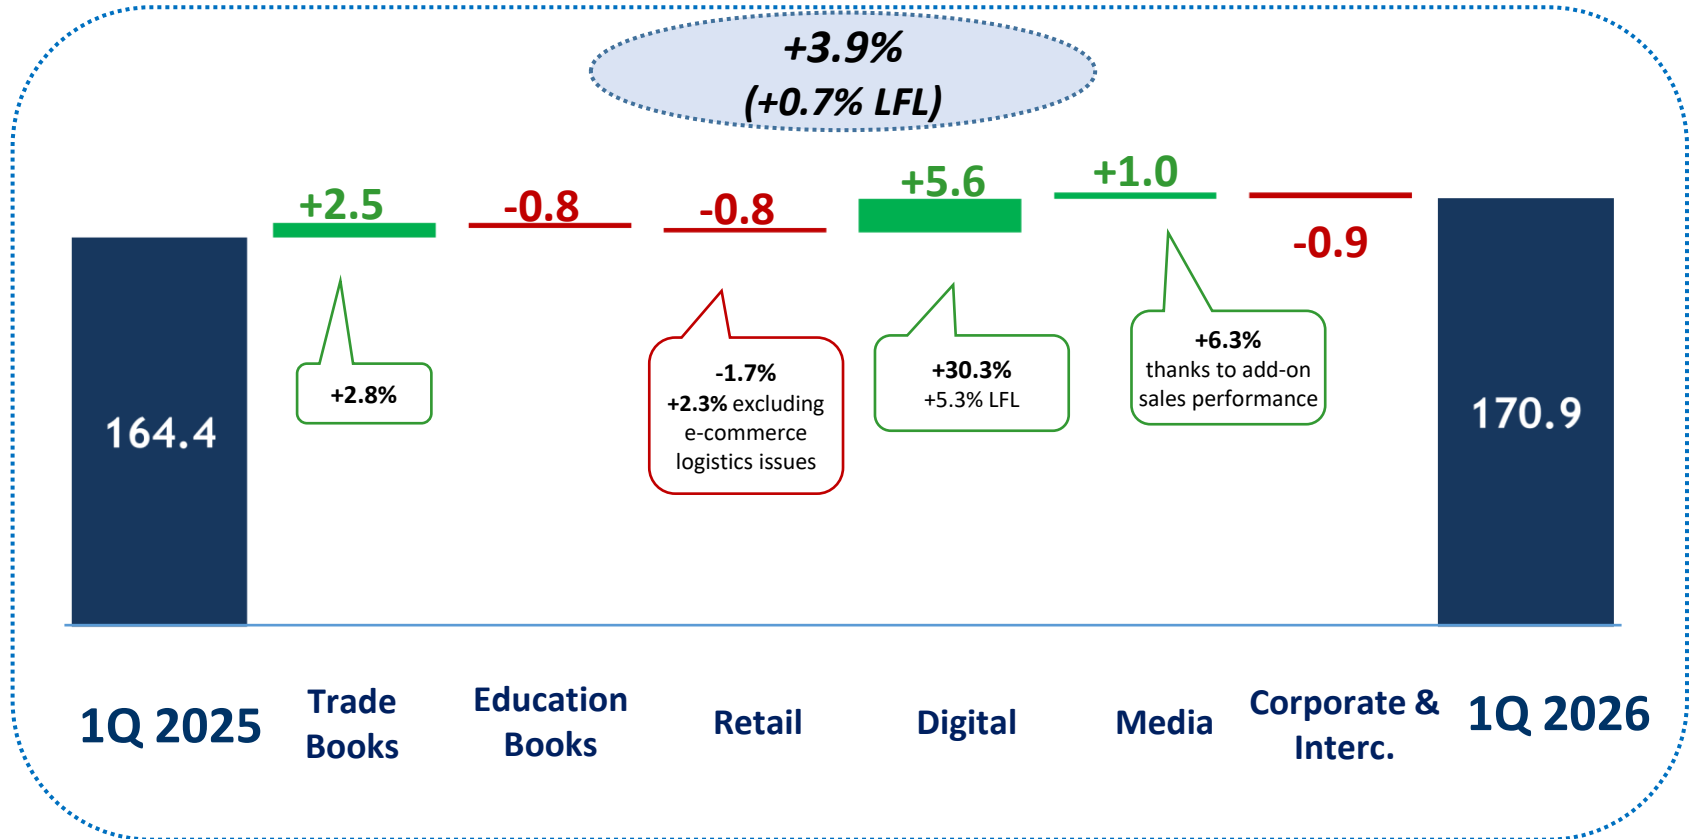 +3.9%
(+0.7% LFL)
+2.5
-0.8
-0.8
+5.6
+1.0
-0.9
+2.8%
-1.7%
+2.3% excluding
e-commerce
logistics issues
+30.3%
+5.3% LFL
+6.3%
thanks to add-on
sales performance
164.4
170.9
1Q 2025
Trade
Books
Education
Books
Retail
Digital
Media
Corporate &
Interc.
1Q 2026